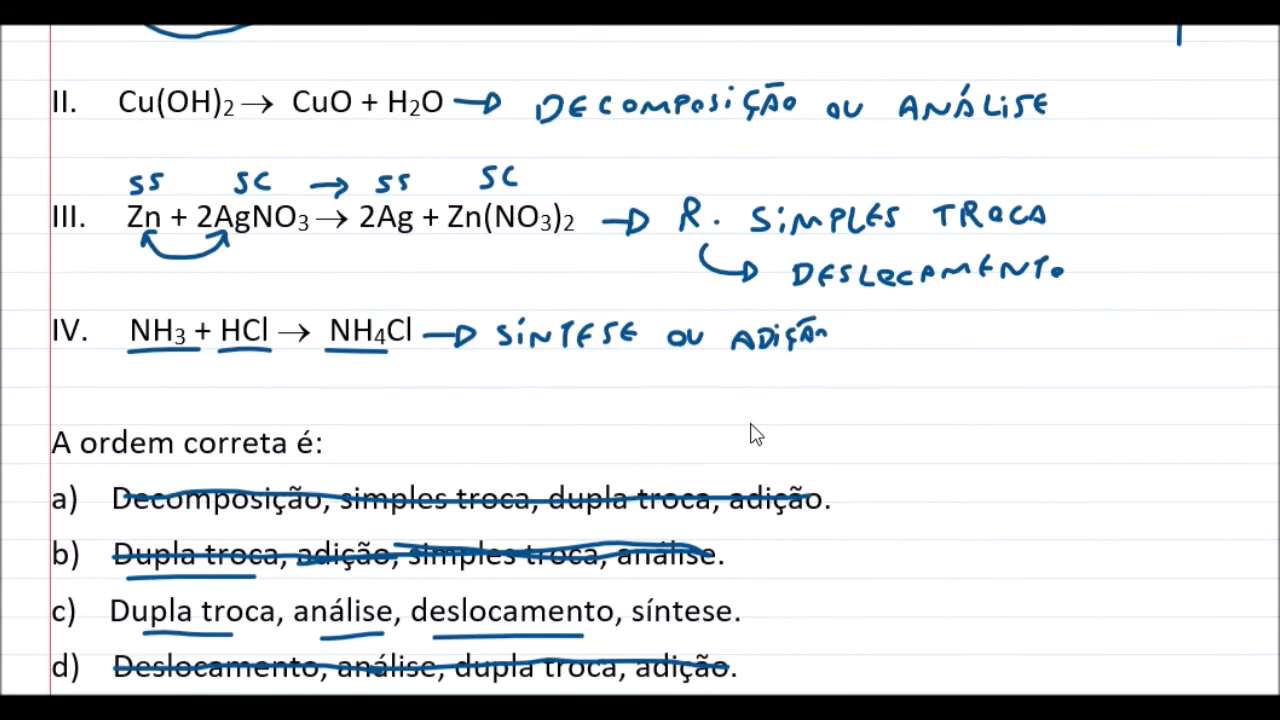 II. Cu(OH)₂ → CuO + H₂O → DECOMPOSIÇÃO OU ANÁLISE
SS SC → SS SC
III. Zn + 2AgNO₃ → 2Ag + Zn(NO₃)₂ → R. SIMPLES TROCA
→ DESLOCAMENTO
IV. NH₃ + HCl → NH₄Cl → SÍNTESE OU ADIÇÃO
A ordem correta é:
a) Decomposição, simples troca, dupla troca, adição.
b) Dupla troca, adição, simples troca, análise.
c) Dupla troca, análise, deslocamento, síntese.
d) Deslocamento, análise, dupla troca, adição.